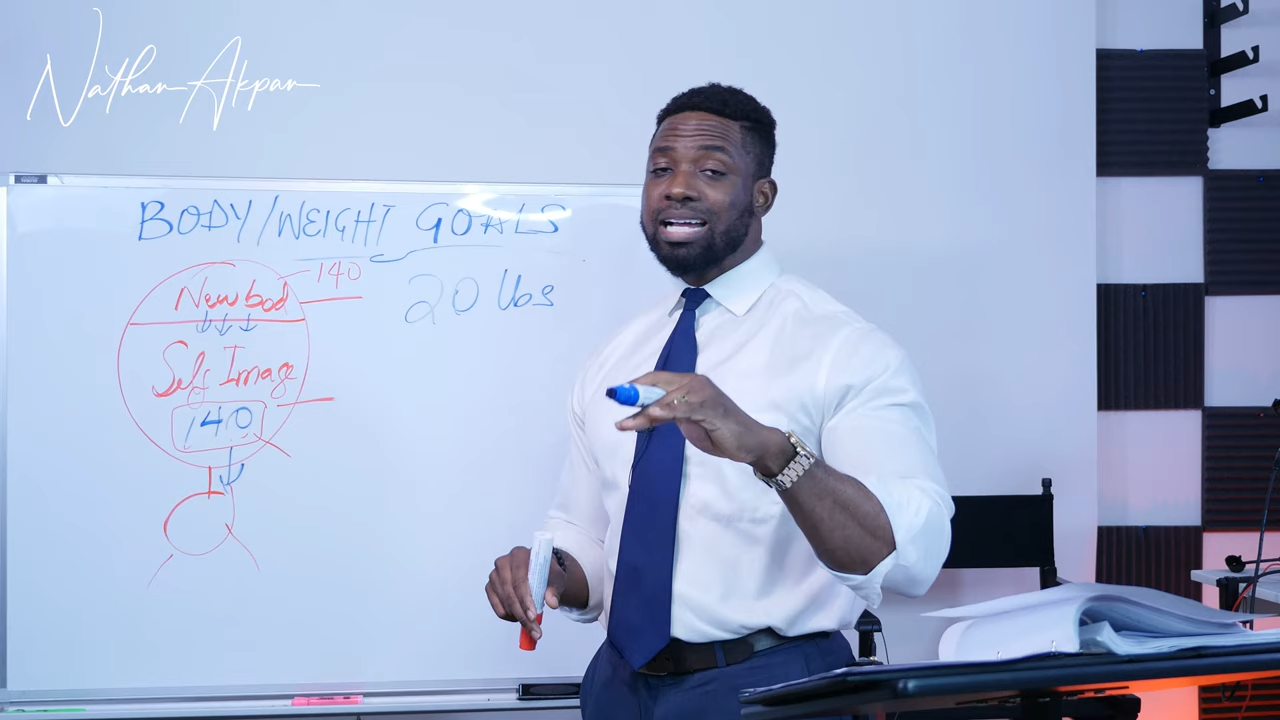 Nathan Akpan
BODY/WEIGHT GOALS
140
New bod
20 lbs
Self Image
140